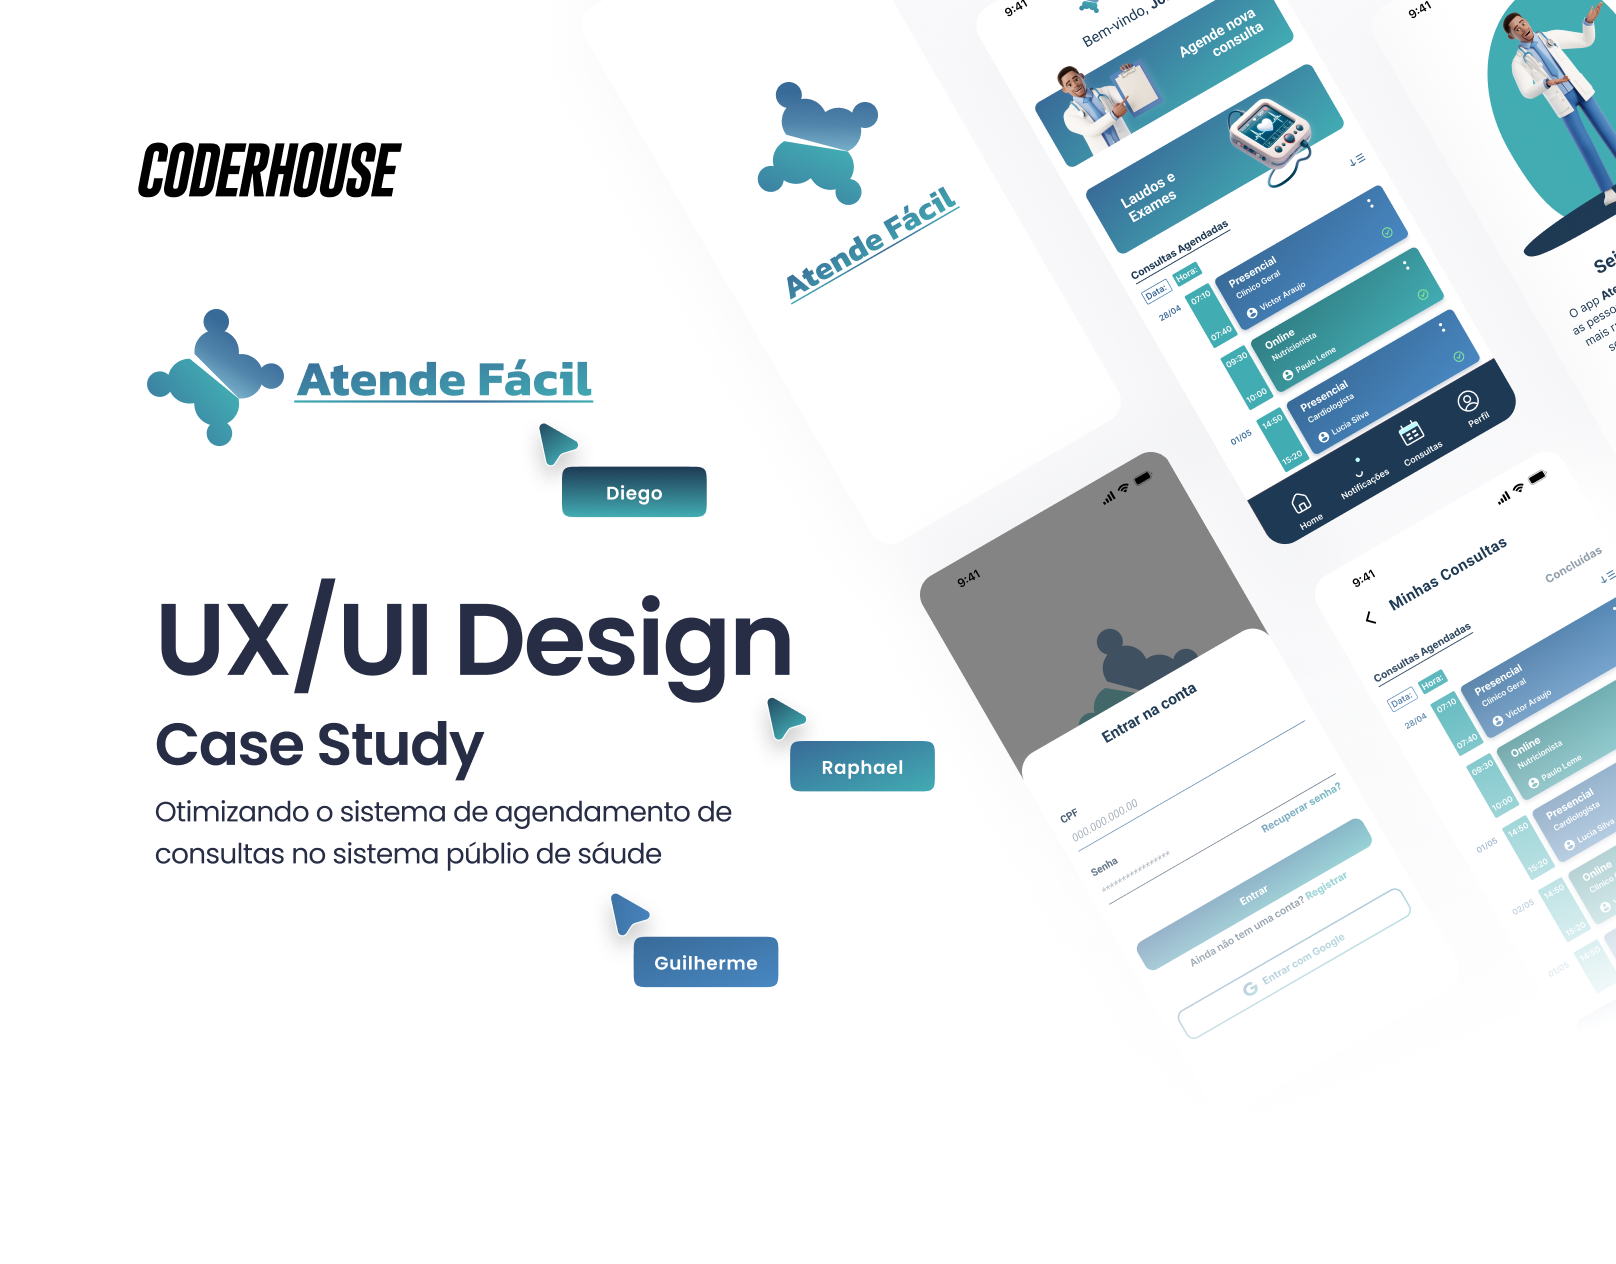 CODERHOUSE
Atende Fácil
Diego
UX/UI Design
Raphael
Case Study
Otimizando o sistema de agendamento de
consultas no sistema públio de sáude
Guilherme
Atende Fácil
9:41
Bem-vindo,
Agende nova
consulta
Laudos e
Exames
Consultas Agendadas
Data:
Hora:
28/04
07:10
07:40
Presencial
Clinico Geral
Victor Araujo
09:30
10:00
Online
Nutricionista
Paulo Leme
01/05
14:50
15:20
Presencial
Cardiologista
Lucia Silva
Home
Notificações
Consultas
Perfil
9:41
O app
as pesso
mais r
9:41
Entrar na conta
CPF
000.000.000.00
Senha
*****************
Recuperar senha?
Entrar
Ainda não tem uma conta? Registrar
Entrar com Google
9:41
Minhas Consultas
Concluídas
Consultas Agendadas
Data:
Hora:
28/04
07:10
07:40
Presencial
Clinico Geral
Victor Araujo
09:30
10:00
Online
Nutricionista
Paulo Leme
01/05
14:50
15:20
Presencial
Cardiologista
Lucia Silva
02/05
14:50
15:20
Online
01/05
14:50